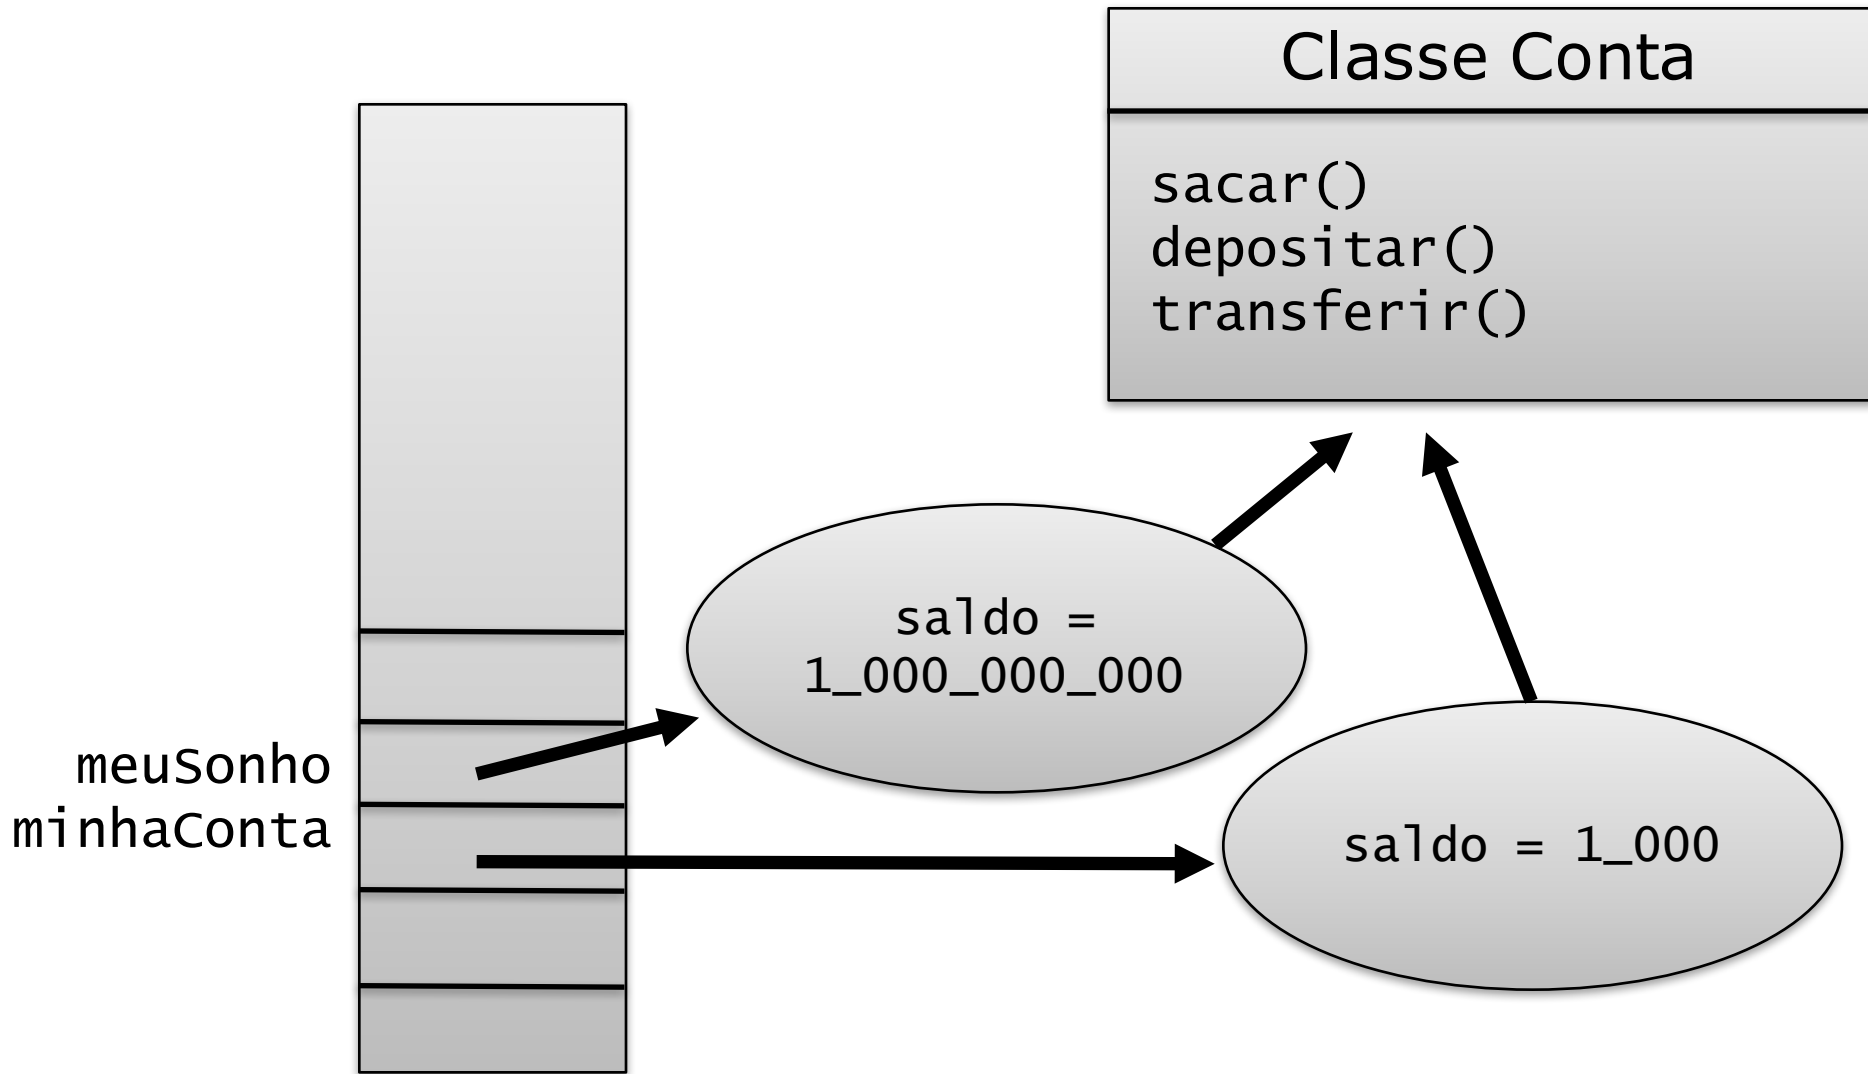 Classe Conta
sacar()
depositar()
transferir()
saldo =
1_000_000_000
meuSonho
minhaConta
saldo = 1_000